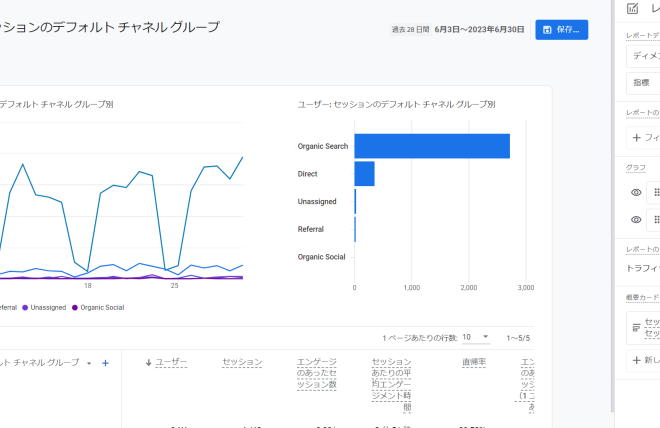 ッションのデフォルト チャネル グループ
過去 28 日間 6月3日～2023年6月30日
保存...
レポートデ
ディメ
指標
デフォルト チャネル グループ別
ユーザー: セッションのデフォルト チャネル グループ別
レポートの
フィ
Organic Search
Direct
Unassigned
Referral
Organic Social
0 1,000 2,000 3,000
グラフ
18 25
eferral Unassigned Organic Social
レポートの
トラフィ
概要カード
セッ
セッ
新し
1 ページあたりの行数: 10 1～5/5
ルト チャネル グループ
ユーザー
セッション
エンゲージ
のあったセ
ッション数
セッション
あたりの平
均エンゲー
ジメント時
間
直帰率
エン
のあ
ッシ
(1 ニ
あ